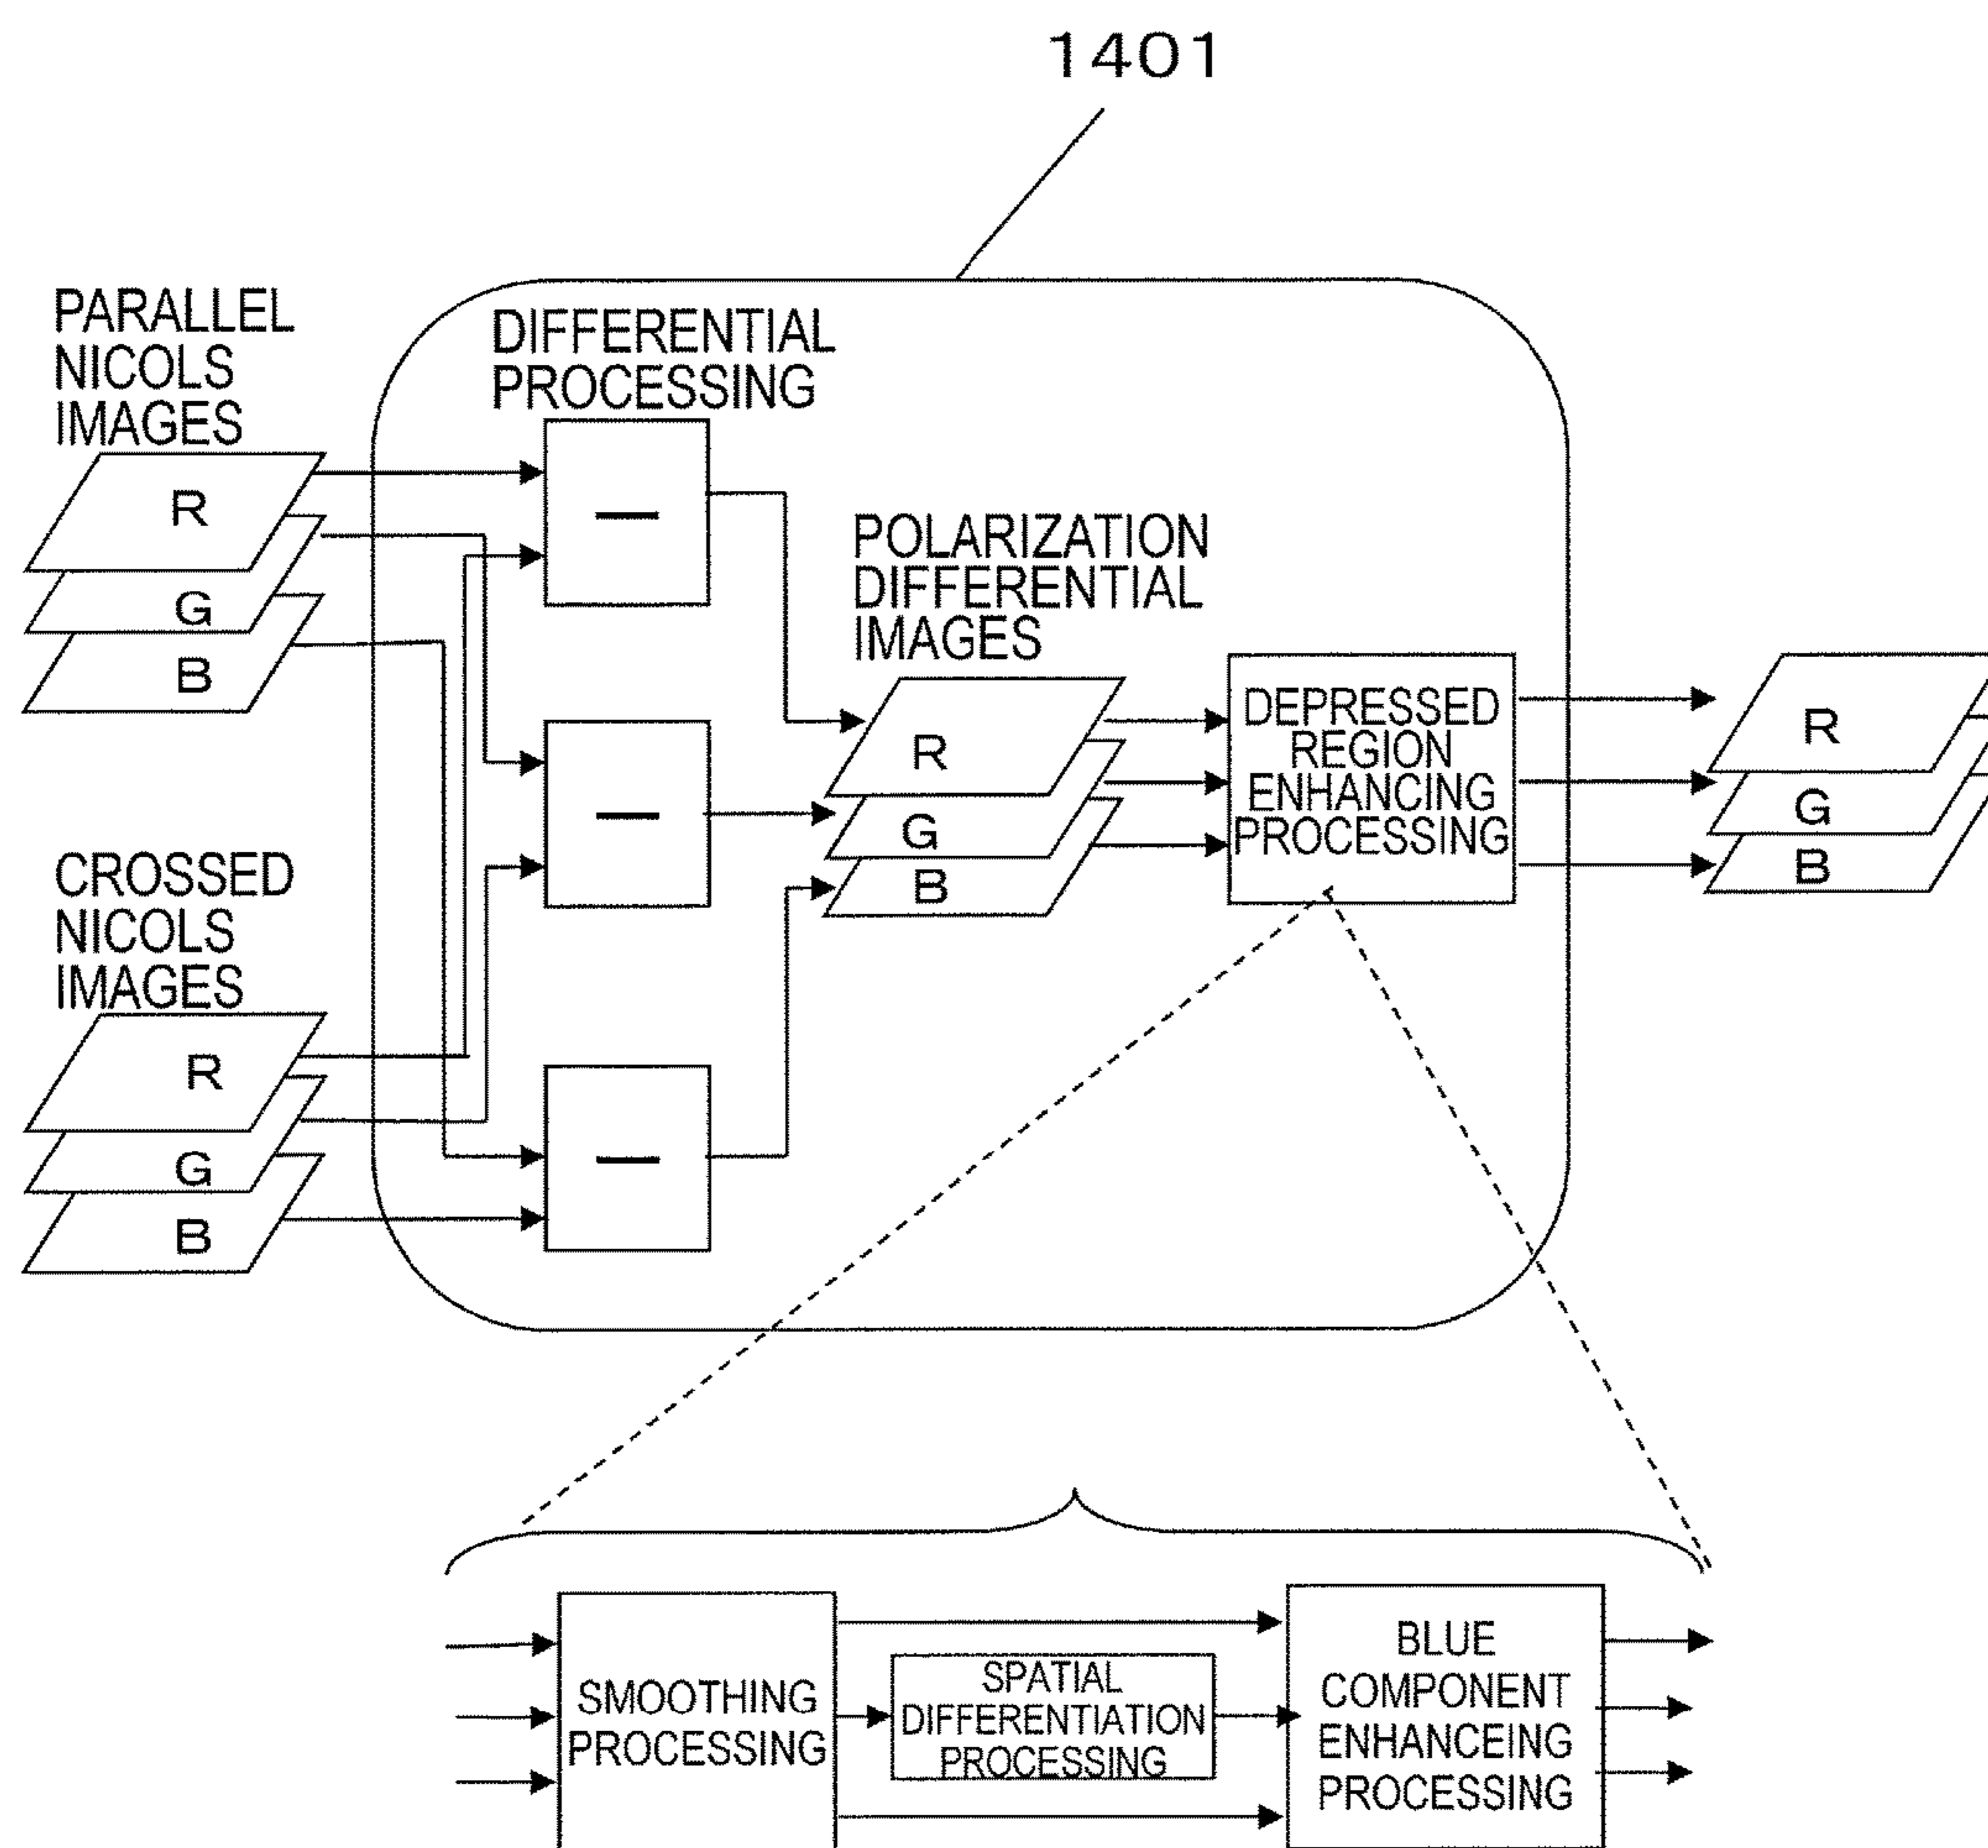 1401
PARALLEL
NICOLS
IMAGES
R
G
B
DIFFERENTIAL
PROCESSING
—
—
—
CROSSED
NICOLS
IMAGES
R
G
B
POLARIZATION
DIFFERENTIAL
IMAGES
R
G
B
DEPRESSED
REGION
ENHANCING
PROCESSING
R
G
B
SMOOTHING
PROCESSING
SPATIAL
DIFFERENTIATION
PROCESSING
BLUE
COMPONENT
ENHANCEING
PROCESSING